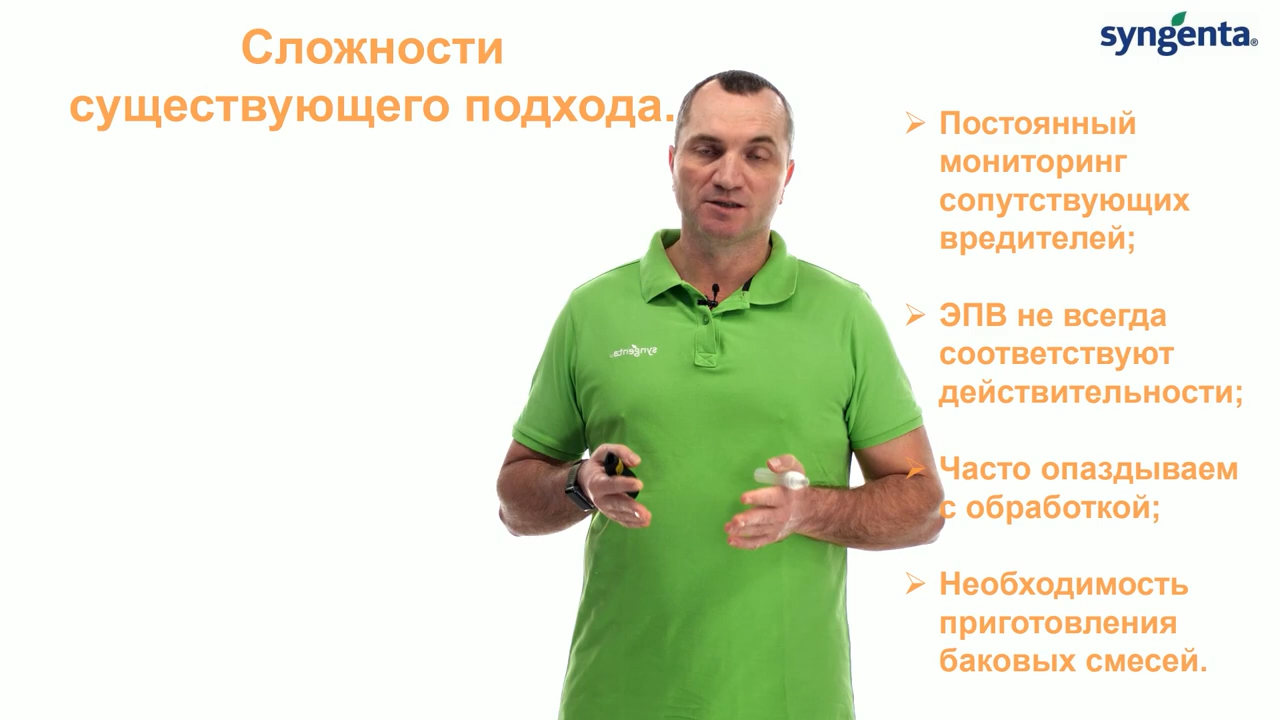 Сложности
существующего подхода.
syngenta®
Постоянный
мониторинг
сопутствующих
вредителей;
ЭПВ не всегда
соответствуют
действительности;
Часто опаздываем
с обработкой;
Необходимость
приготовления
баковых смесей.
syngenta